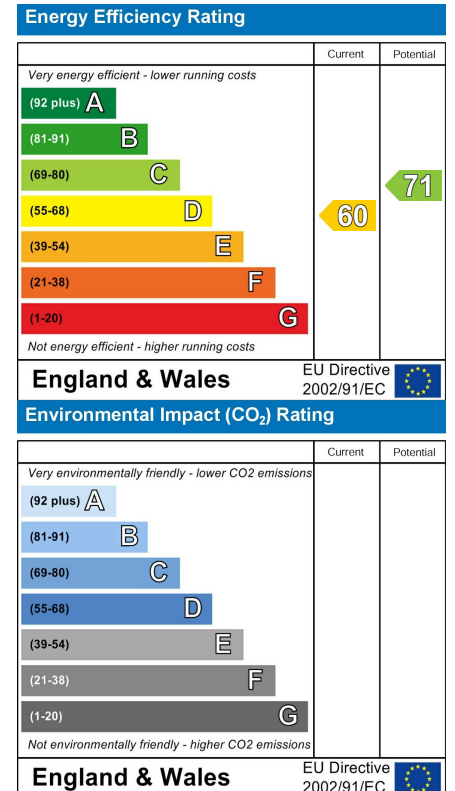 Energy Efficiency Rating
Current Potential
Very energy efficient - lower running costs
(92 plus) A
(81-91) B
(69-80) C
71
(55-68) D
60
(39-54) E
(21-38) F
(1-20) G
Not energy efficient - higher running costs
England & Wales
EU Directive
2002/91/EC
Environmental Impact (CO₂) Rating
Current Potential
Very environmentally friendly - lower CO2 emissions
(92 plus) A
(81-91) B
(69-80) C
(55-68) D
(39-54) E
(21-38) F
(1-20) G
Not environmentally friendly - higher CO2 emissions
England & Wales
EU Directive
2002/91/EC